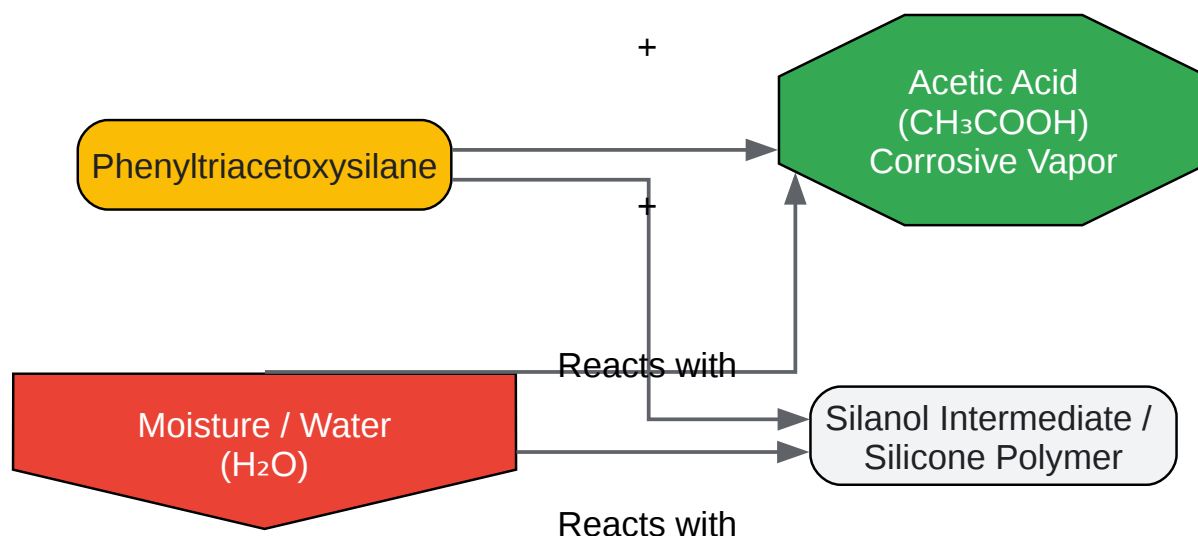 +
Acetic Acid
(CH₃COOH)
Corrosive Vapor
Phenyltriacetoxysilane
+
Reacts with
Moisture / Water
(H₂O)
Silanol Intermediate /
Silicone Polymer
Reacts with